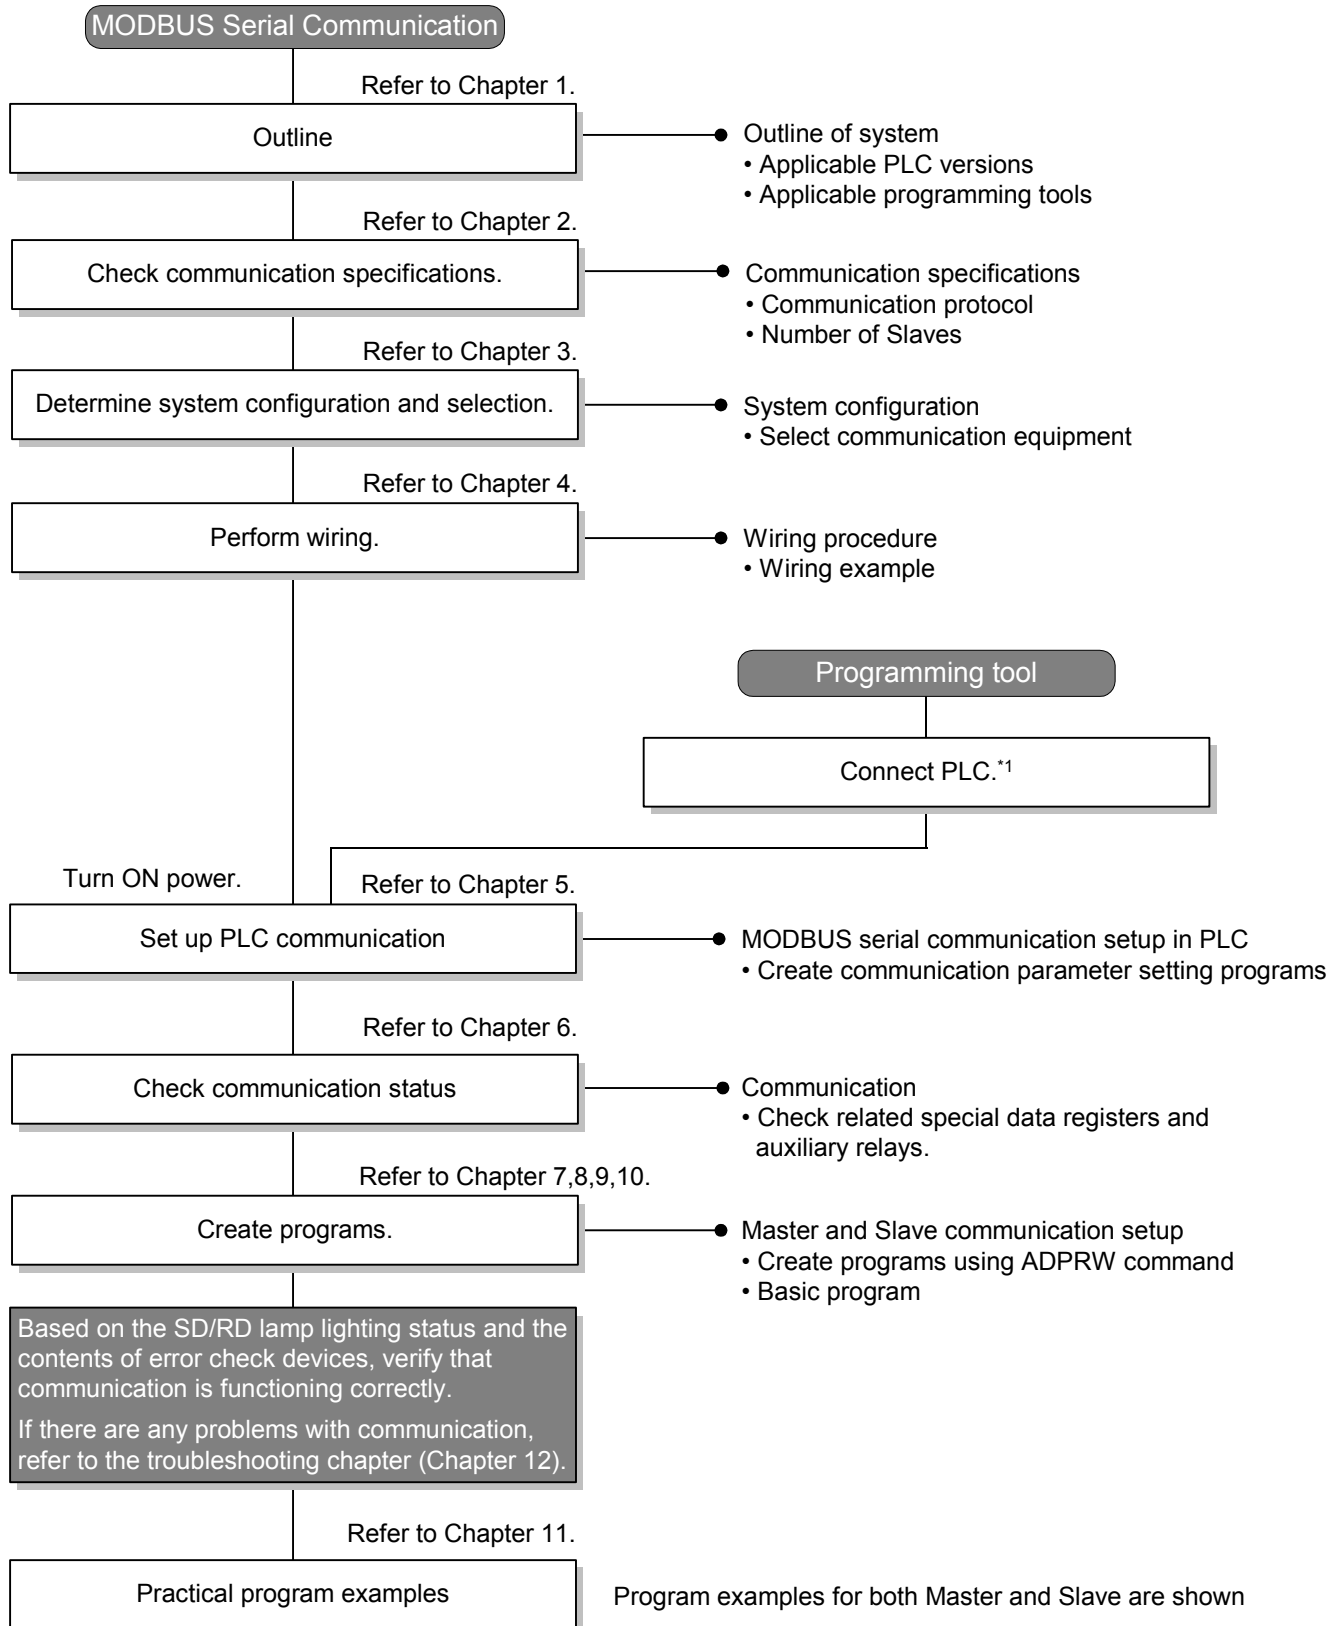 MODBUS Serial Communication
Refer to Chapter 1.
Outline
Outline of system
• Applicable PLC versions
• Applicable programming tools
Refer to Chapter 2.
Check communication specifications.
Communication specifications
• Communication protocol
• Number of Slaves
Refer to Chapter 3.
Determine system configuration and selection.
System configuration
• Select communication equipment
Refer to Chapter 4.
Perform wiring.
Wiring procedure
• Wiring example
Programming tool
Connect PLC.*1
Turn ON power.
Refer to Chapter 5.
Set up PLC communication
MODBUS serial communication setup in PLC
• Create communication parameter setting programs
Refer to Chapter 6.
Check communication status
Communication
• Check related special data registers and
auxiliary relays.
Refer to Chapter 7,8,9,10.
Create programs.
Master and Slave communication setup
• Create programs using ADPRW command
• Basic program
Based on the SD/RD lamp lighting status and the
contents of error check devices, verify that
communication is functioning correctly.
If there are any problems with communication,
refer to the troubleshooting chapter (Chapter 12).
Refer to Chapter 11.
Practical program examples
Program examples for both Master and Slave are shown